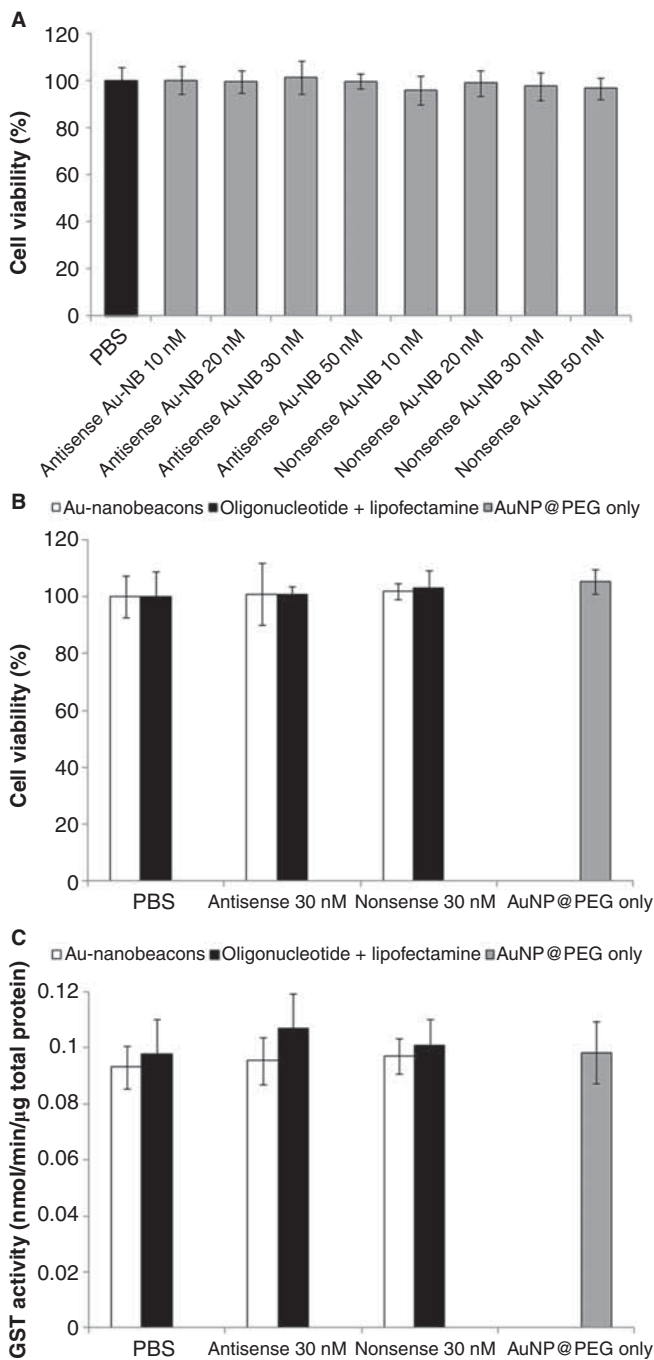 A
Cell viability (%)
120
100
80
60
40
20
0
PBS
Antisense Au-NB 10 nM
Antisense Au-NB 20 nM
Antisense Au-NB 30 nM
Antisense Au-NB 50 nM
Nonsense Au-NB 10 nM
Nonsense Au-NB 20 nM
Nonsense Au-NB 30 nM
Nonsense Au-NB 50 nM
B
Au-nanobeacons Oligonucleotide + lipofectamine AuNP@PEG only
Cell viability (%)
120
100
80
60
40
20
0
PBS Antisense 30 nM Nonsense 30 nM AuNP@PEG only
C
Au-nanobeacons Oligonucleotide + lipofectamine AuNP@PEG only
GST activity (nmol/min/µg total protein)
0.12
0.1
0.08
0.06
0.04
0.02
0
PBS Antisense 30 nM Nonsense 30 nM AuNP@PEG only